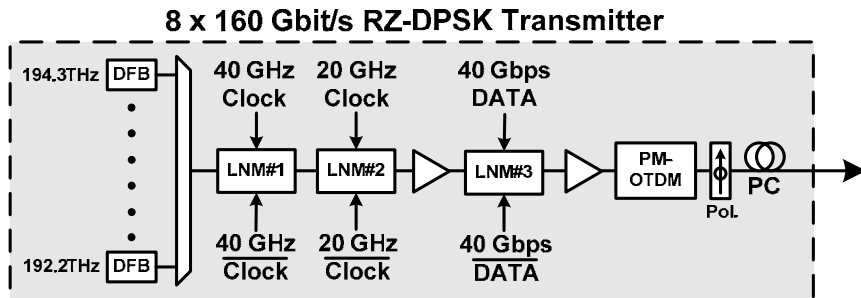 8 x 160 Gbit/s RZ-DPSK Transmitter
194.3THz DFB
40 GHz Clock
20 GHz Clock
40 Gbps DATA
LNM#1
LNM#2
LNM#3
PM-OTDM
Pol.
PC
192.2THz DFB
40 GHz Clock
20 GHz Clock
40 Gbps DATA